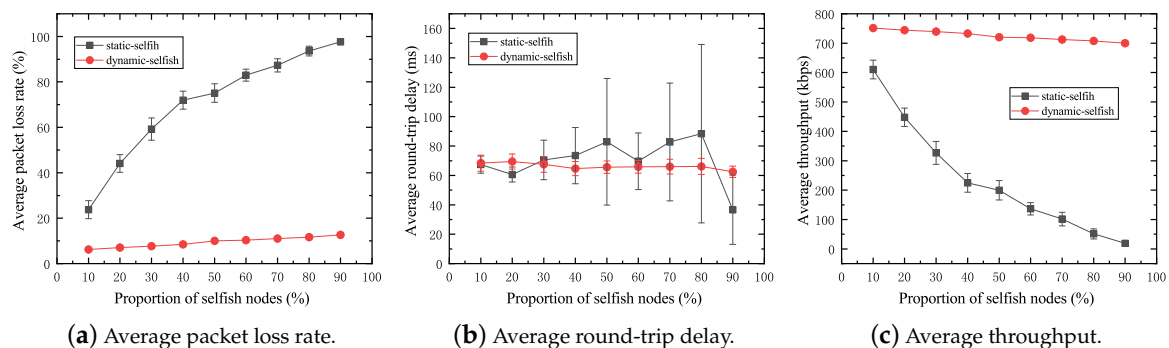 100
80
60
40
20
0
Average packet loss rate (%)
static-selfih
dynamic-selfish
0 10 20 30 40 50 60 70 80 90 100
Proportion of selfish nodes (%)
(a) Average packet loss rate.
160
140
120
100
80
60
40
20
0
Average round-trip delay (ms)
static-selfih
dynamic-selfish
0 10 20 30 40 50 60 70 80 90 100
Proportion of selfish nodes (%)
(b) Average round-trip delay.
800
700
600
500
400
300
200
100
0
Average throughput (kbps)
static-selfih
dynamic-selfish
0 10 20 30 40 50 60 70 80 90 100
Proportion of selfish nodes (%)
(c) Average throughput.